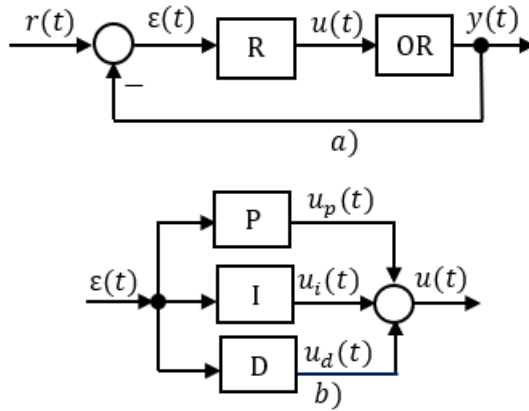 r(t) ε(t) R u(t) OR y(t)
−
a)
P u_p(t)
ε(t) I u_i(t) u(t)
D u_d(t)
b)